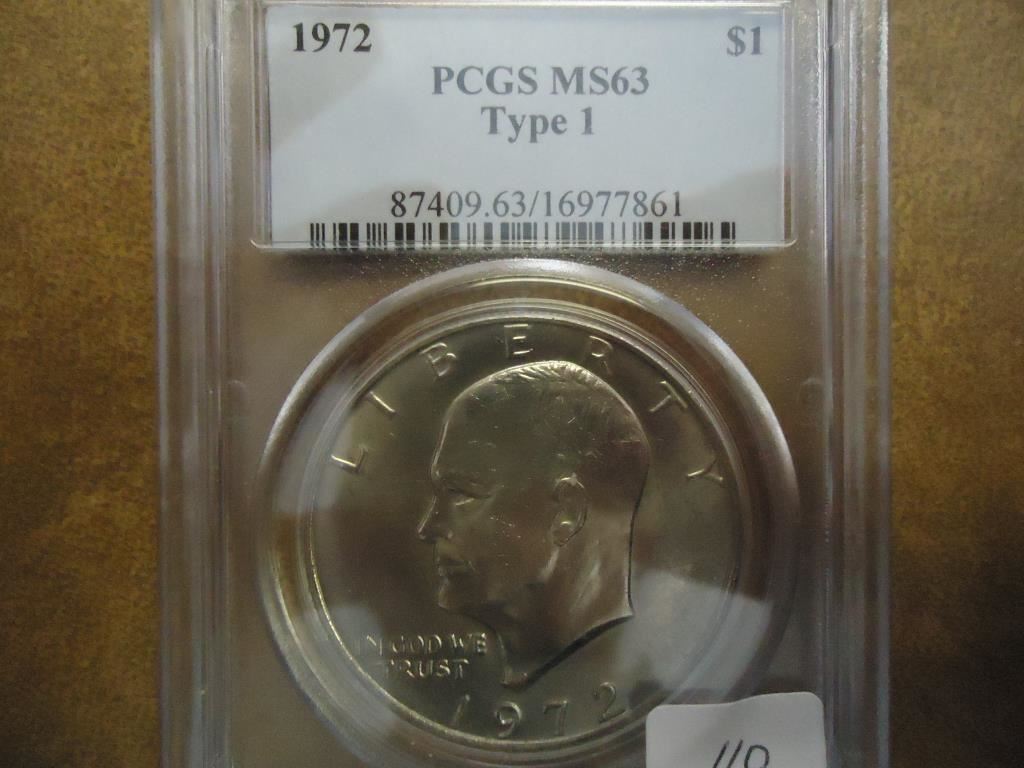 1972 $1
PCGS MS63
Type 1
87409.63/16977861
LIBERTY
IN GOD WE
TRUST
1972
110